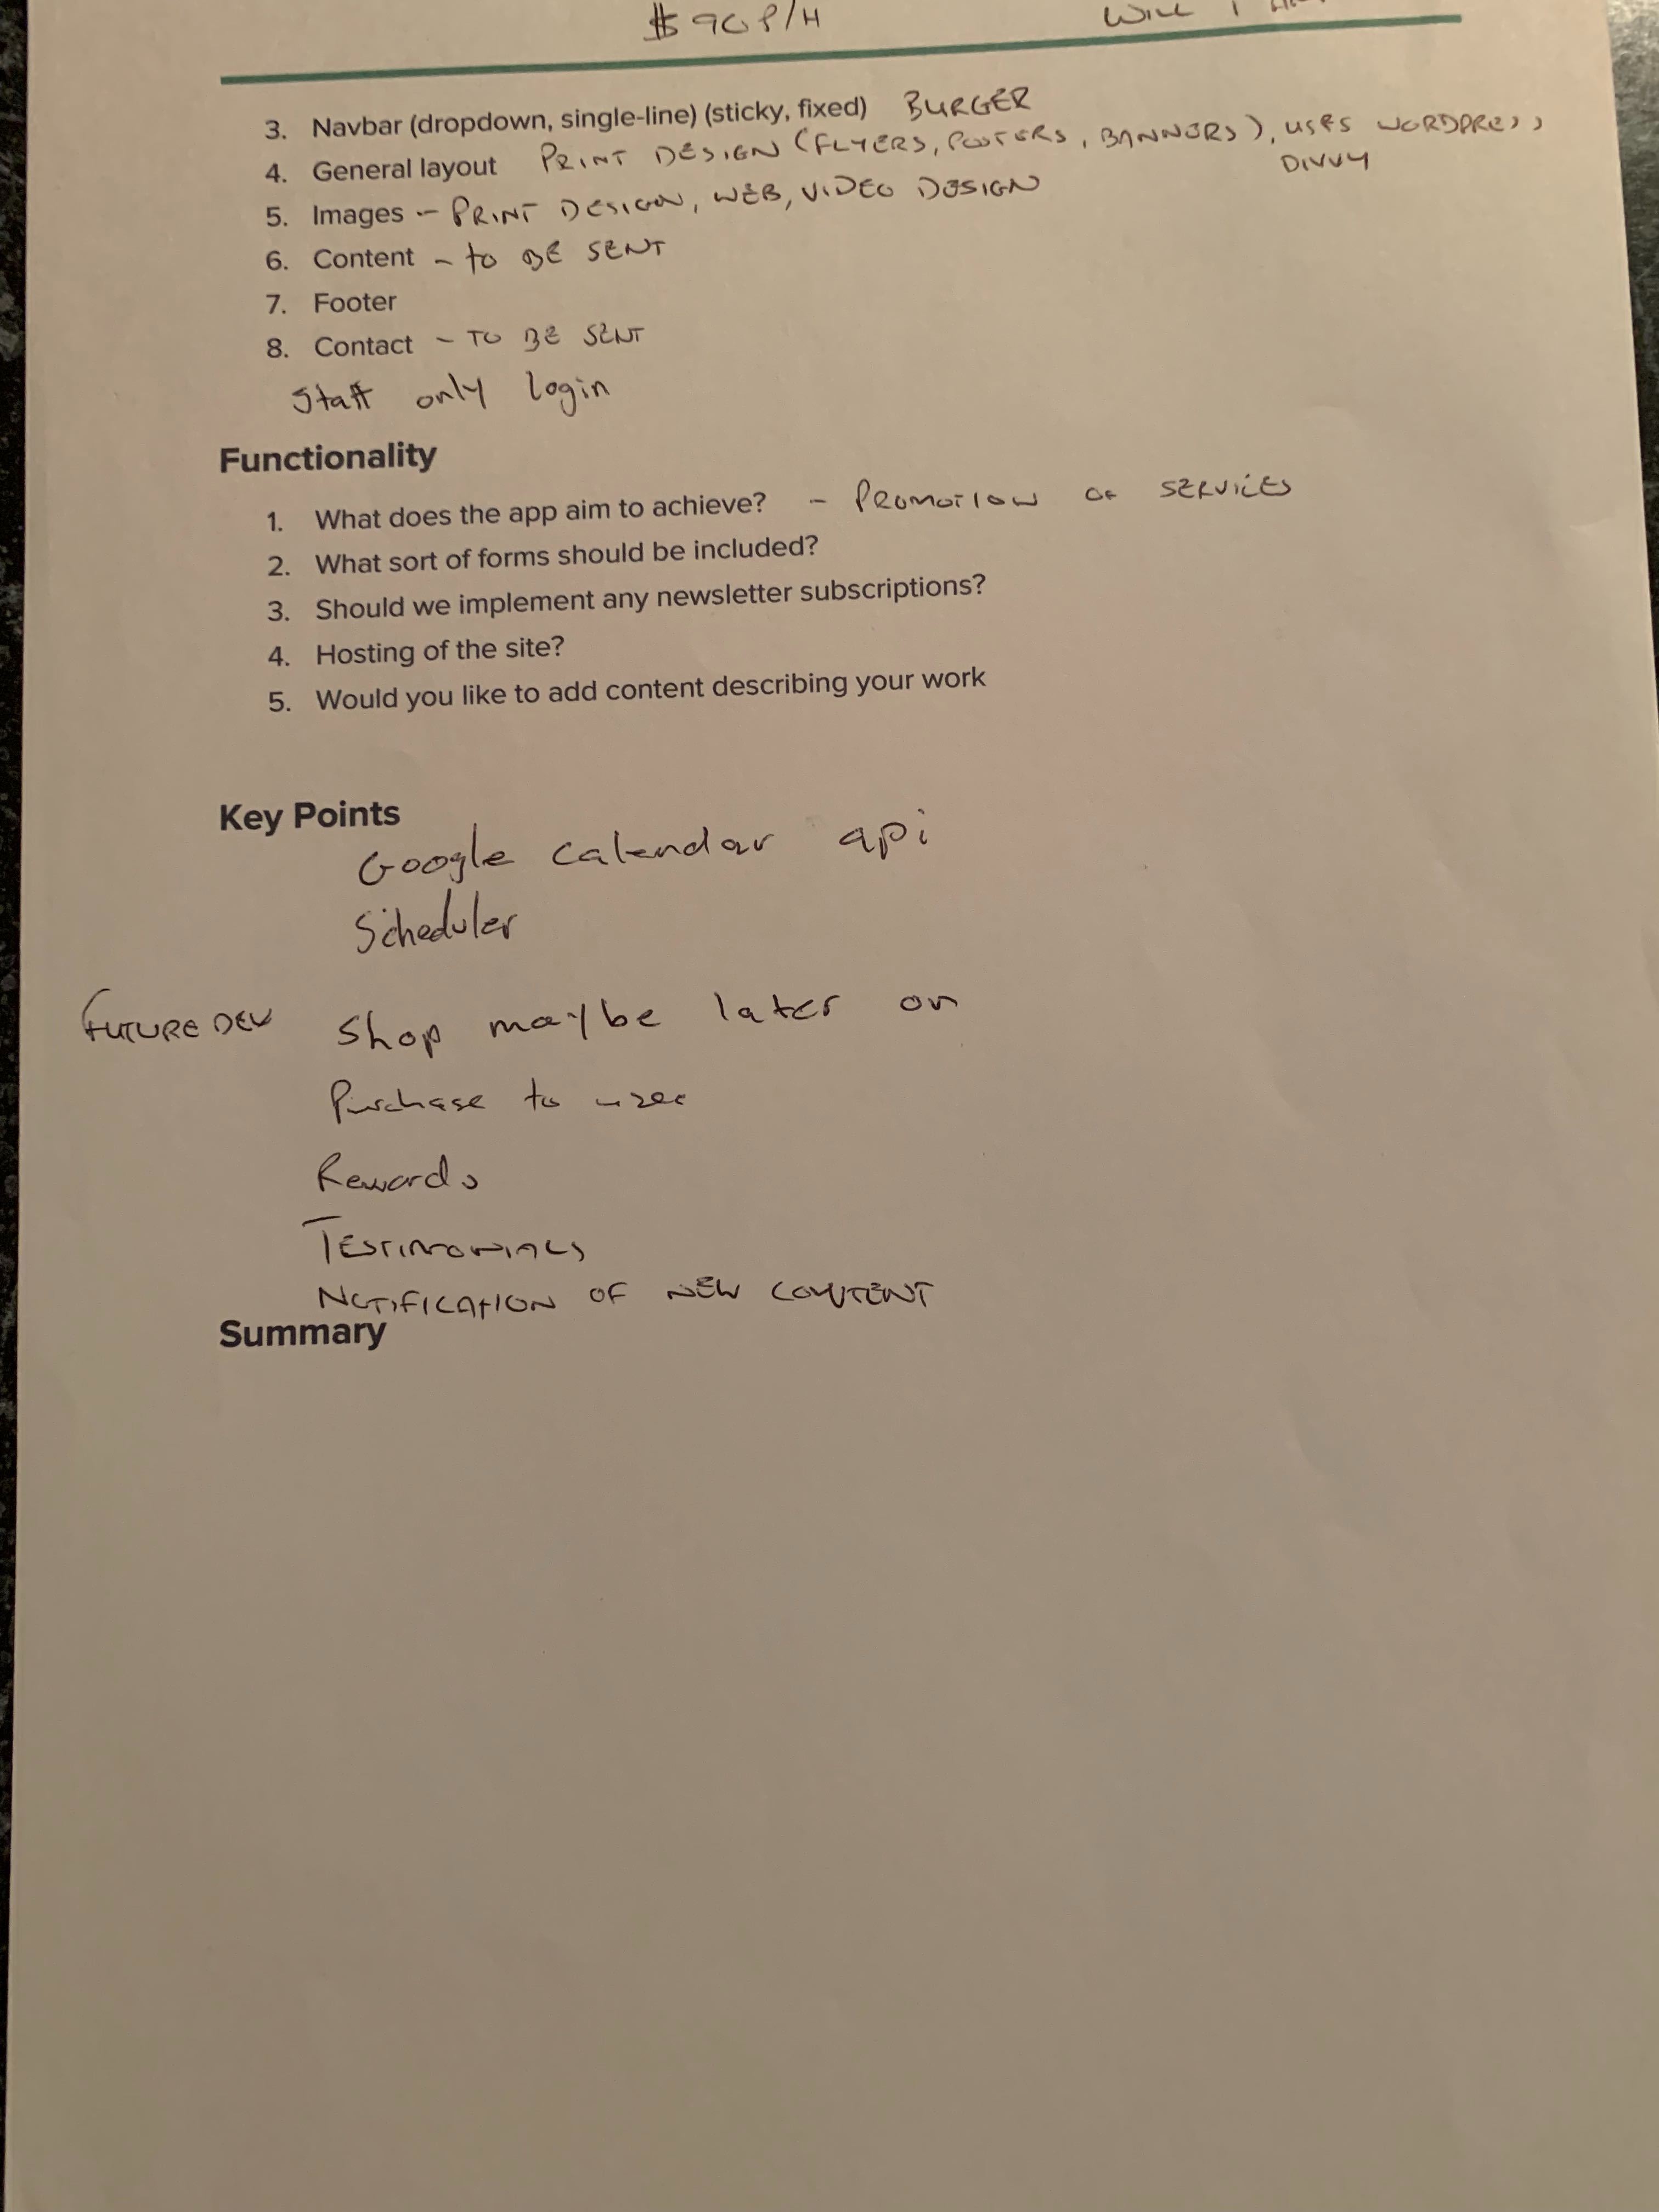 $90 P/H WILL I
3. Navbar (dropdown, single-line) (sticky, fixed) BURGER
4. General layout PRINT DESIGN (FLYERS, POSTERS, BANNERS), USES WORDPRESS
DIVVY
5. Images - PRINT DESIGN, WEB, VIDEO DESIGN
6. Content - to BE SENT
7. Footer
8. Contact - TO BE SENT
Staff only login
Functionality
1. What does the app aim to achieve? - PROMOTION OF SERVICES
2. What sort of forms should be included?
3. Should we implement any newsletter subscriptions?
4. Hosting of the site?
5. Would you like to add content describing your work
Key Points
Google calendar api
Scheduler
FUTURE DEV Shop maybe later on
Purchase to
Rewards
TESTIMONIALS
NOTIFICATION OF NEW CONTENT
Summary